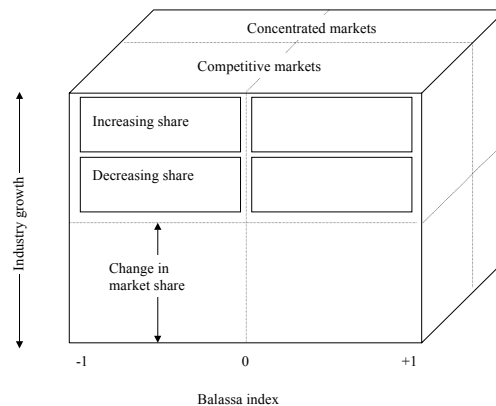 Concentrated markets
Competitive markets
Increasing share
Decreasing share
Industry growth
Change in
market share
-1
0
+1
Balassa index